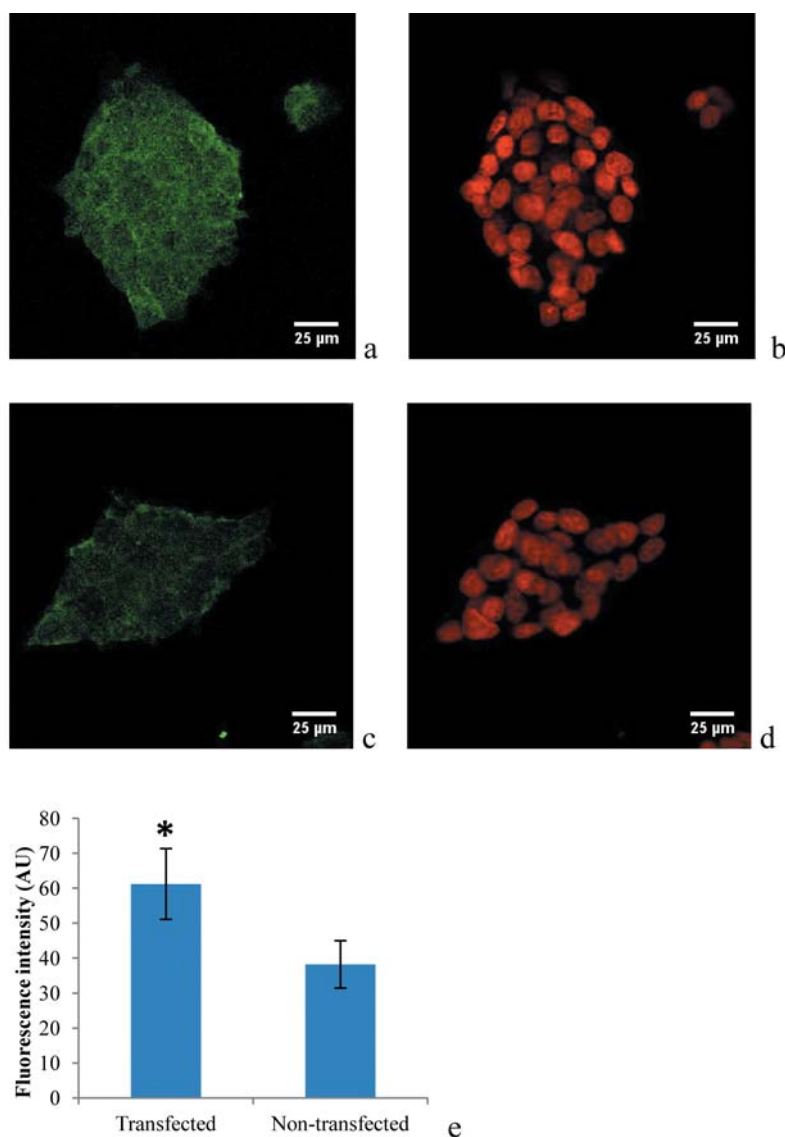 25 µm
a
25 µm
b
25 µm
c
25 µm
d
Fluorescence intensity (AU)
80
70
60
50
40
30
20
10
0
*
Transfected
Non-transfected
e